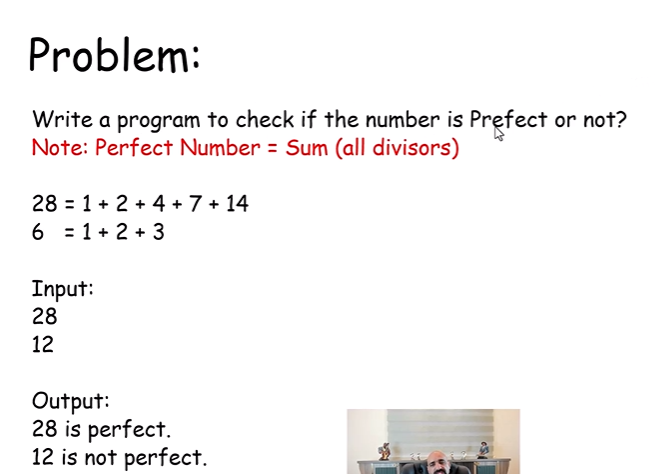 Problem:
Write a program to check if the number is Prefect or not?
Note: Perfect Number = Sum (all divisors)
28 = 1 + 2 + 4 + 7 + 14
6 = 1 + 2 + 3
Input:
28
12
Output:
28 is perfect.
12 is not perfect.